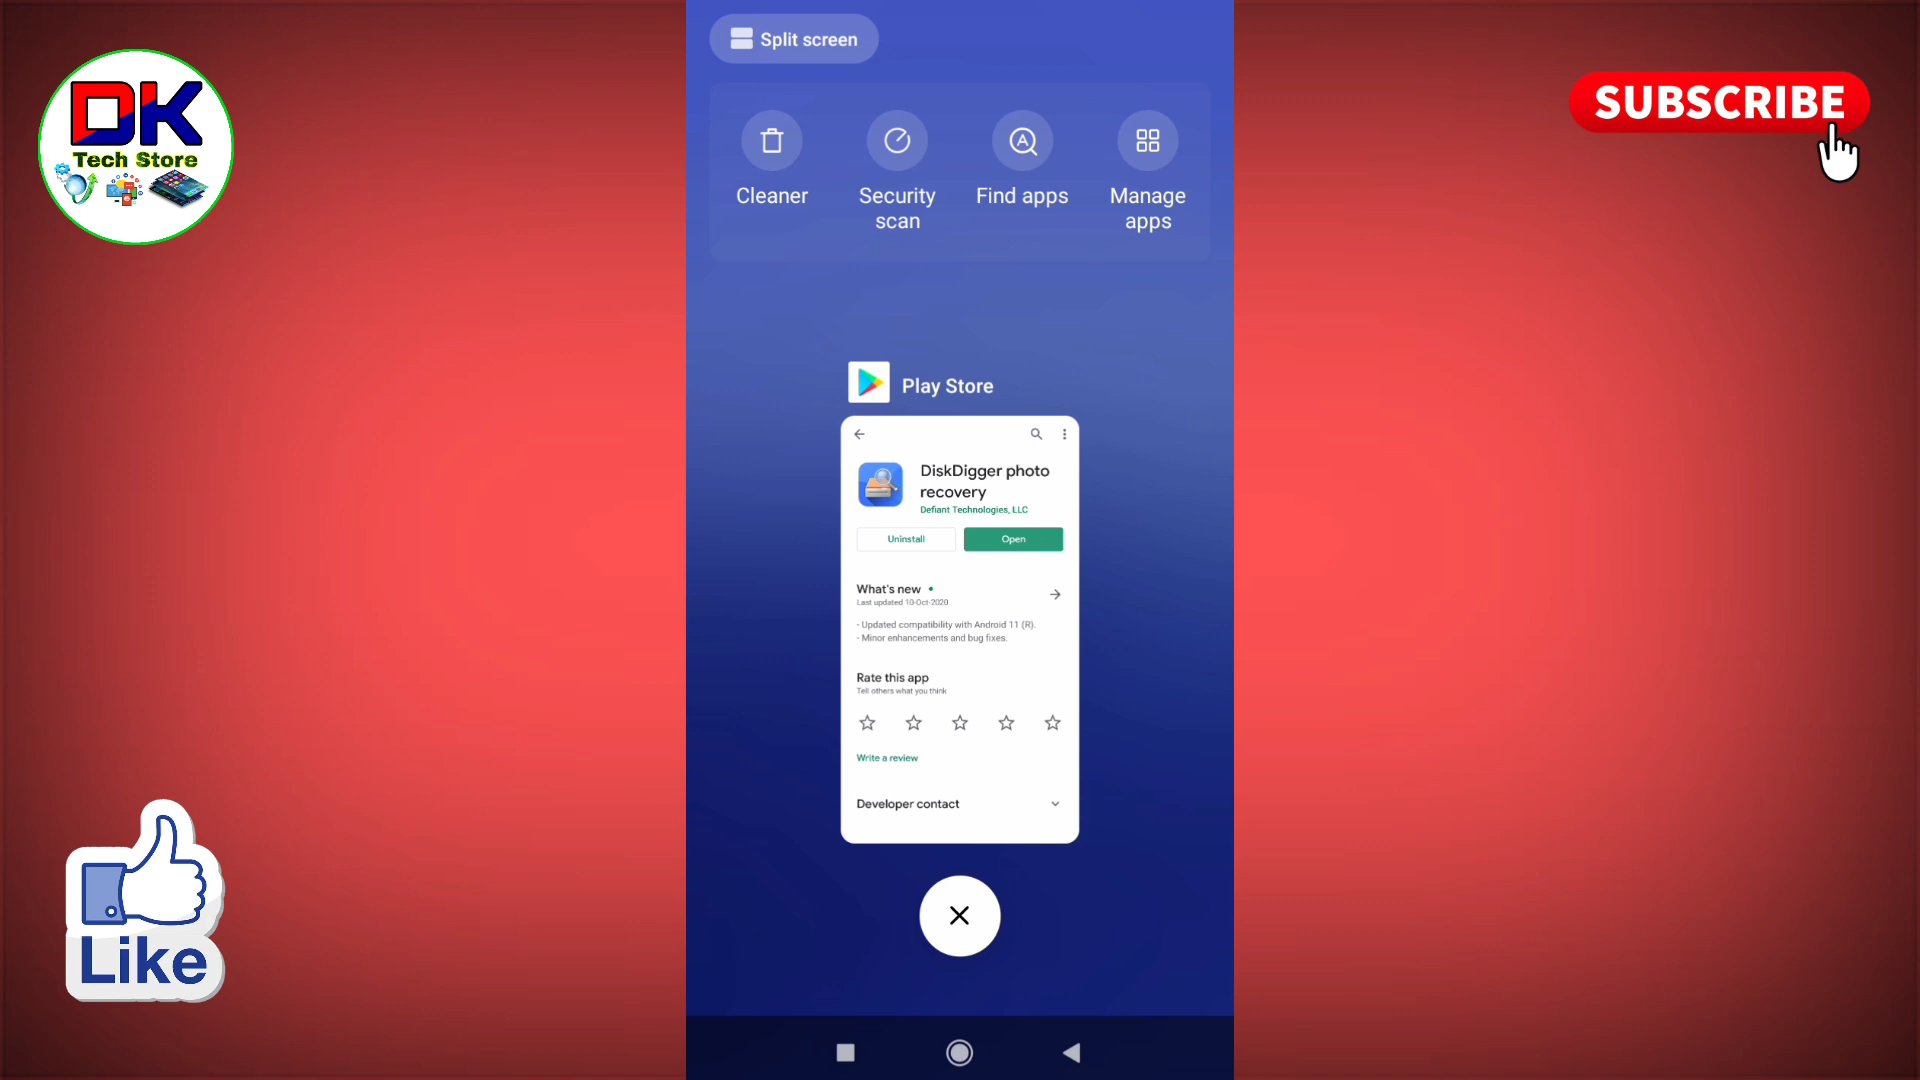 DK
Tech Store
SUBSCRIBE
Split screen
Cleaner
Security
scan
Find apps
Manage
apps
Play Store
DiskDigger photo
recovery
Defiant Technologies, LLC
Uninstall
Open
What's new
Last updated 10-Oct-2020
- Updated compatibility with Android 11 (R).
- Minor enhancements and bug fixes.
Rate this app
Tell others what you think
Write a review
Developer contact
Like